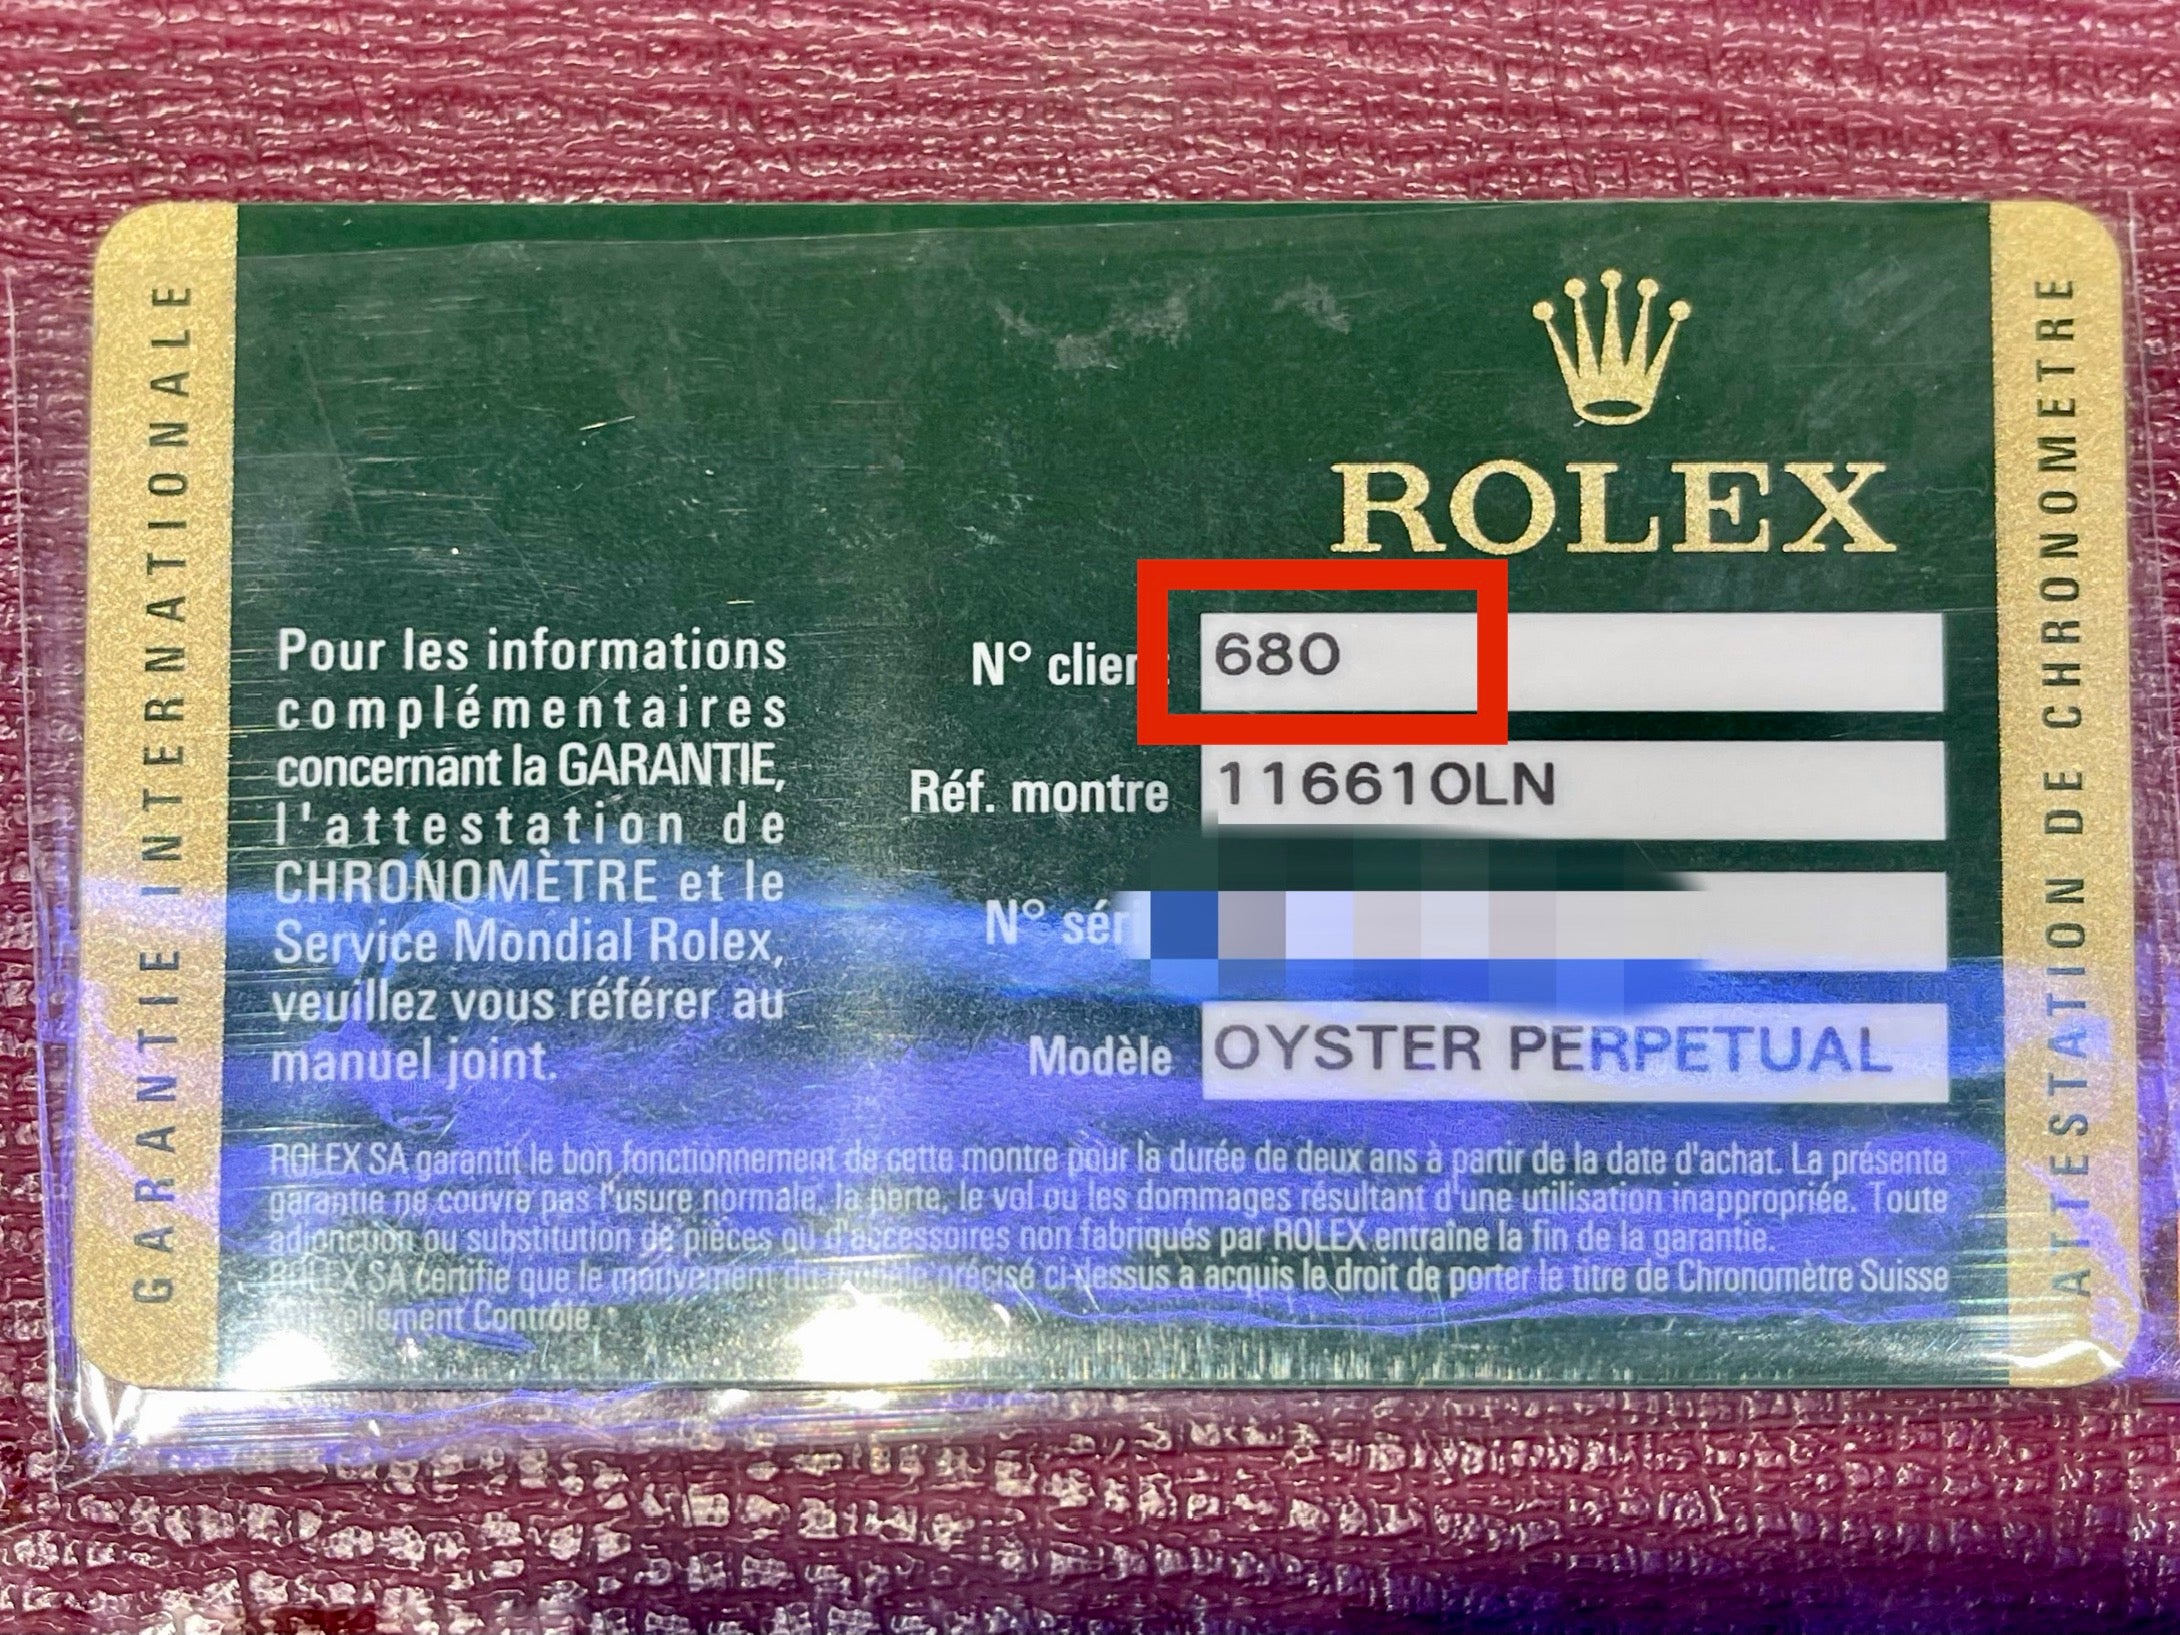 GARANTIE INTERNATIONALE
ROLEX
Pour les informations
complémentaires
concernant la GARANTIE,
l'attestation de
CHRONOMÈTRE et le
Service Mondial Rolex,
veuillez vous référer au
manuel joint.
N° client 680
Réf. montre 116610LN
N° séri
Modèle OYSTER PERPETUAL
ROLEX SA garantit le bon fonctionnement de cette montre pour la durée de deux ans à partir de la date d'achat. La présente
garantie ne couvre pas l'usure normale, la perte, le vol ou les dommages résultant d'une utilisation inappropriée. Toute
adjonction ou substitution de pièces ou d'accessoires non fabriqués par ROLEX entraîne la fin de la garantie.
ROLEX SA certifie que le mouvement du précisé ci-dessus a acquis le droit de porter le titre de Chronomètre Suisse
Contrôlé.
ATTESTATION DE CHRONOMETRE